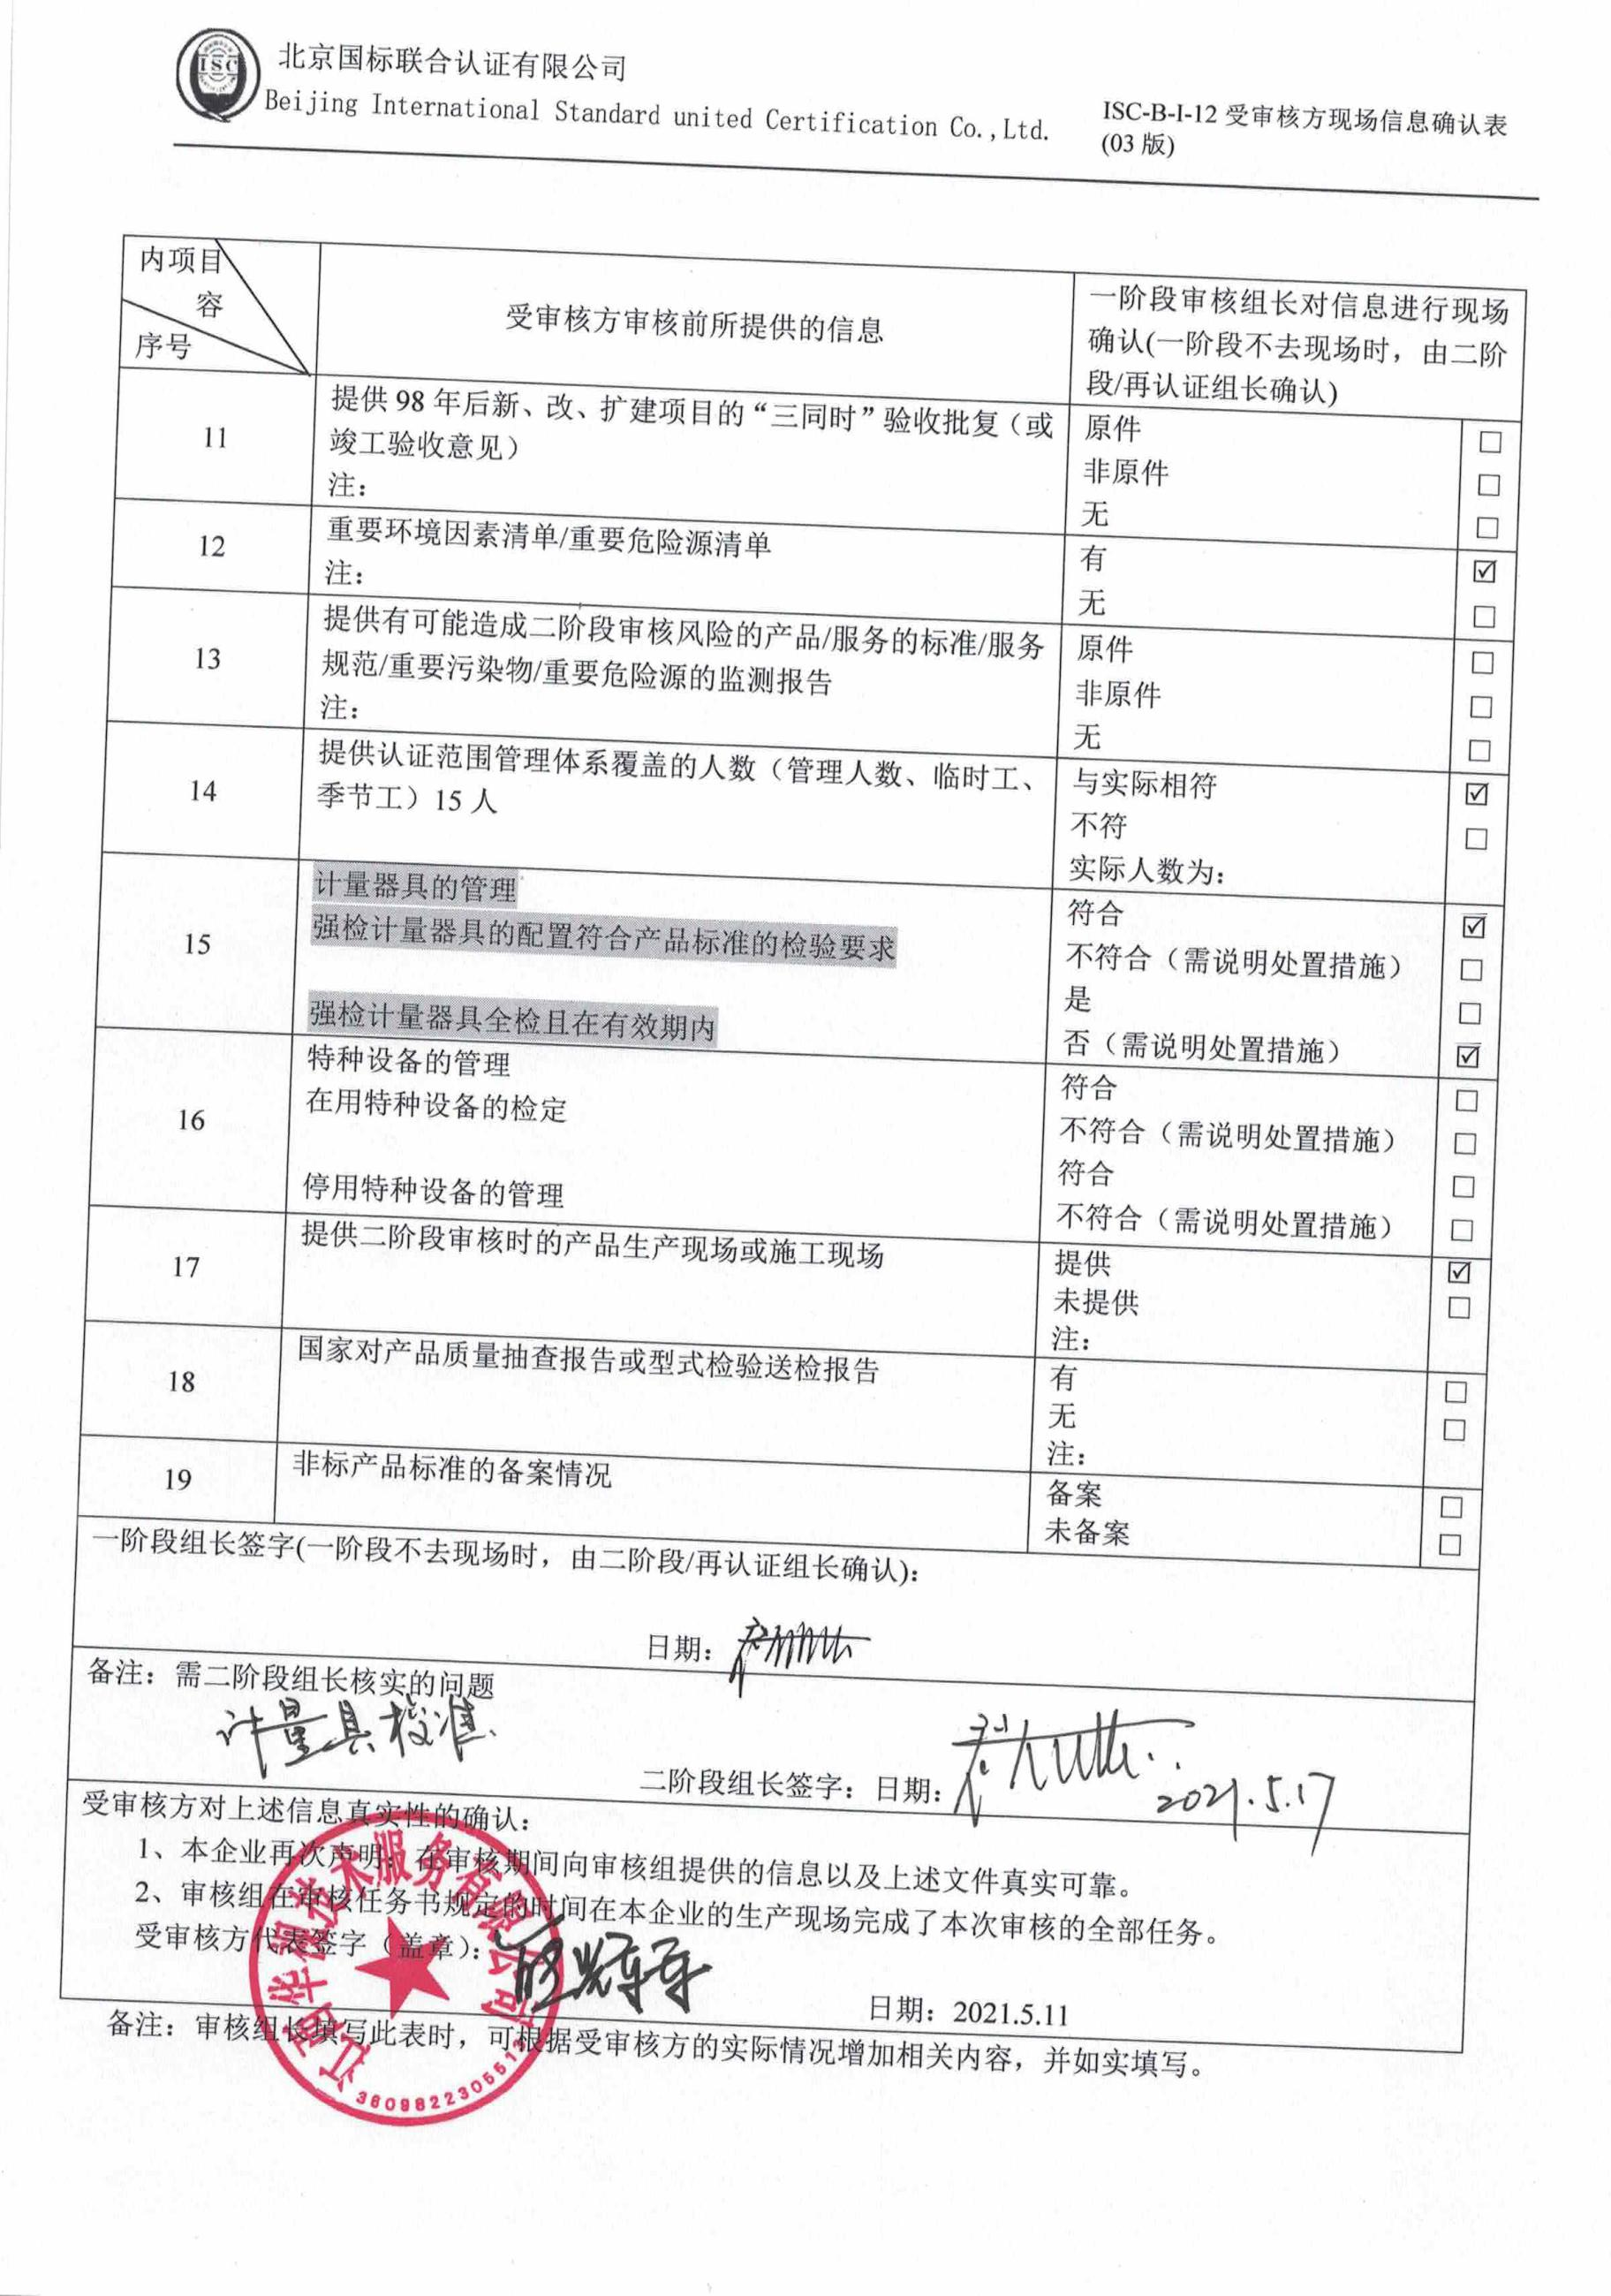 北京国标联合认证有限公司
Beijing International Standard united Certification Co.,Ltd.
ISC-B-I-12 受审核方现场信息确认表
(03 版)
ISC
内项目
容
序号
受审核方审核前所提供的信息
一阶段审核组长对信息进行现场
确认(一阶段不去现场时，由二阶
段/再认证组长确认)
11
提供 98 年后新、改、扩建项目的“三同时”验收批复（或
竣工验收意见）
注：
原件 □
非原件 □
无 □
12
重要环境因素清单/重要危险源清单
注：
有 ☑
无 □
13
提供有可能造成二阶段审核风险的产品/服务的标准/服务
规范/重要污染物/重要危险源的监测报告
注：
原件 □
非原件 □
无 □
14
提供认证范围管理体系覆盖的人数（管理人数、临时工、
季节工）15 人
与实际相符 ☑
不符 □
实际人数为：
15
计量器具的管理
强检计量器具的配置符合产品标准的检验要求
强检计量器具全检且在有效期内
符合 ☑
不符合（需说明处置措施） □
是 □
否（需说明处置措施） ☑
16
特种设备的管理
在用特种设备的检定
停用特种设备的管理
符合 □
不符合（需说明处置措施） □
符合 □
不符合（需说明处置措施） □
17
提供二阶段审核时的产品生产现场或施工现场
提供 ☑
未提供 □
注：
18
国家对产品质量抽查报告或型式检验送检报告
有 □
无 □
注：
19
非标产品标准的备案情况
备案 □
未备案 □
一阶段组长签字(一阶段不去现场时，由二阶段/再认证组长确认)：
日期：
备注：需二阶段组长核实的问题
计量具校准.
二阶段组长签字：日期：
2021.5.17
受审核方对上述信息真实性的确认：
1、本企业再次声明：在审核期间向审核组提供的信息以及上述文件真实可靠。
2、审核组在审核任务书规定的时间在本企业的生产现场完成了本次审核的全部任务。
受审核方代表签字（盖章）：
日期：2021.5.11
备注：审核组长填写此表时，可根据受审核方的实际情况增加相关内容，并如实填写。